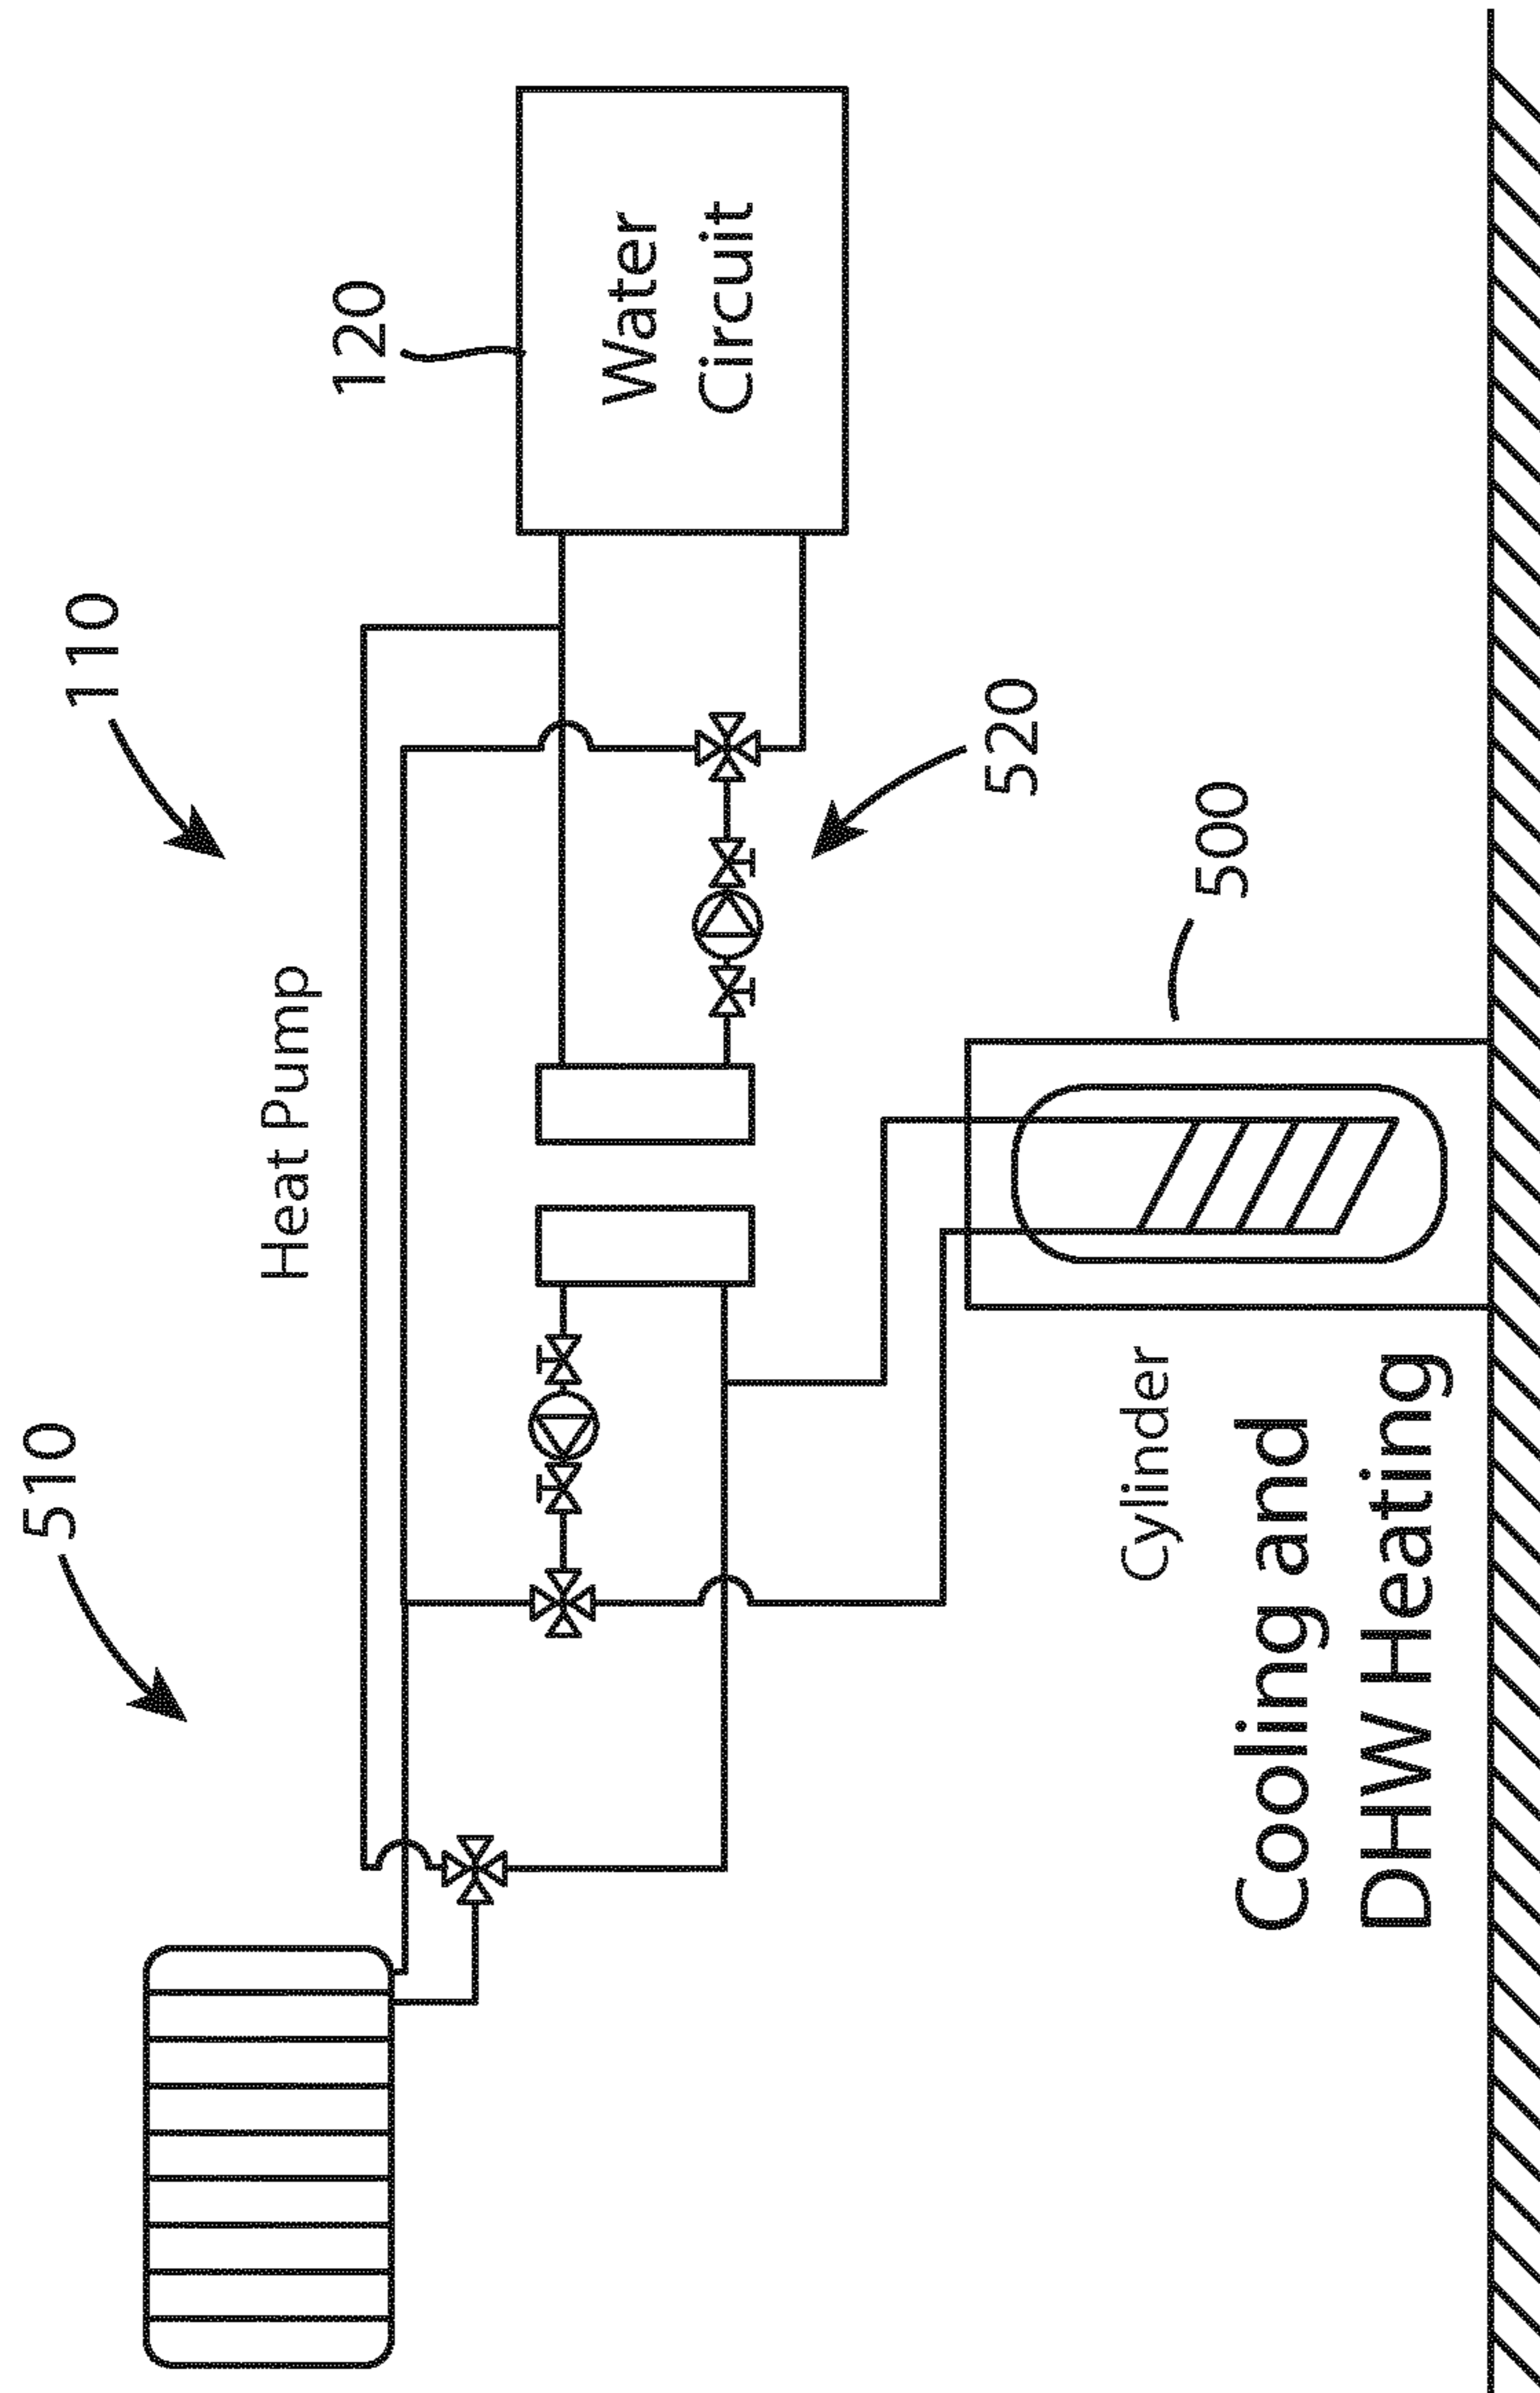 510
110
120
Heat Pump
Water
Circuit
520
500
Cylinder
Cooling and
DHW Heating